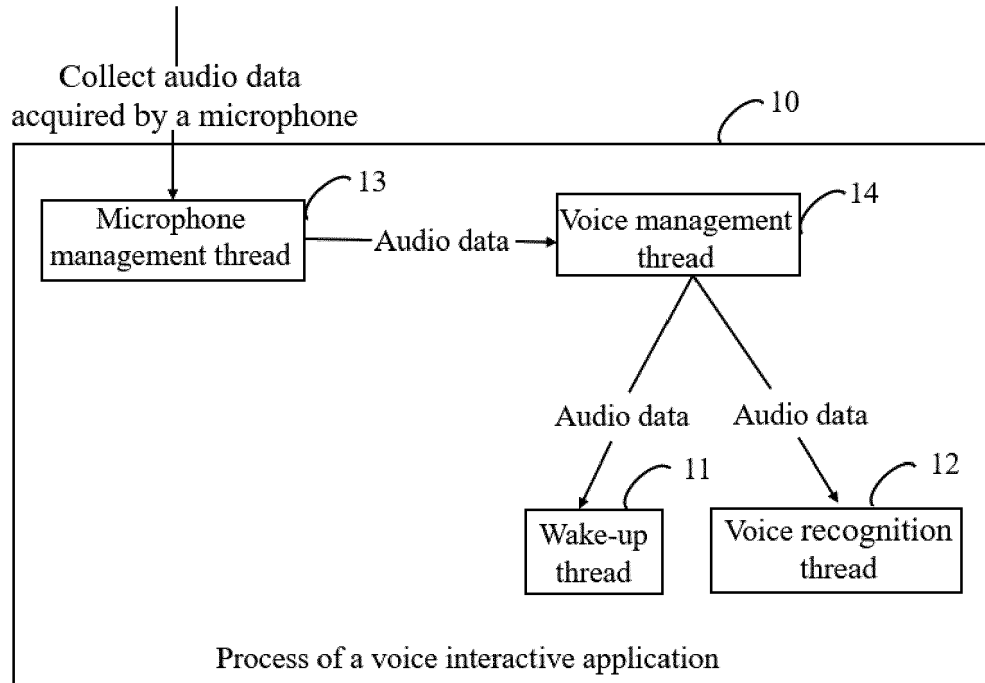 Collect audio data
acquired by a microphone
10
13
Microphone
management thread
Audio data
14
Voice management
thread
Audio data
Audio data
11
Wake-up
thread
12
Voice recognition
thread
Process of a voice interactive application